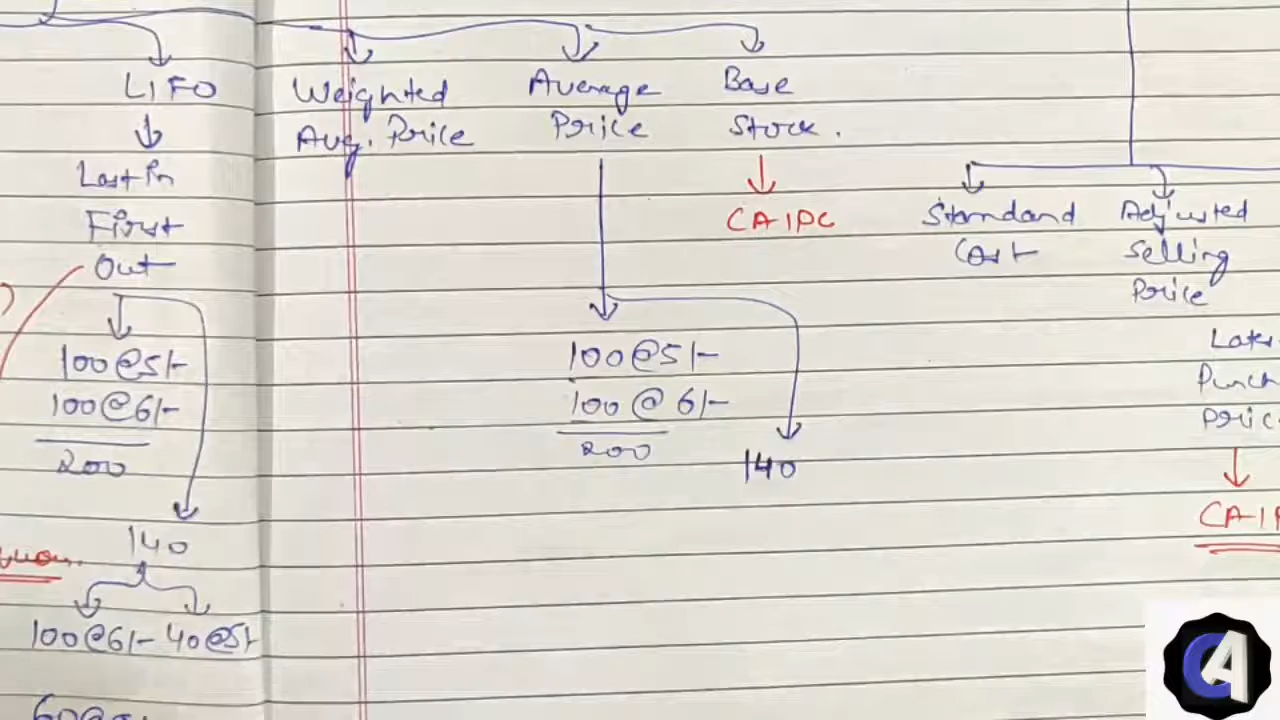 LIFO
Last in
First
Out
100@5/-
100@6/-
200
140
100@6/- 40@5/-
Weighted
Avg. Price
Average
Price
100@5/-
100@6/-
200
140
Base
Stock.
CAIPC
Standard
Cost
Adjusted
Selling
Price
CA